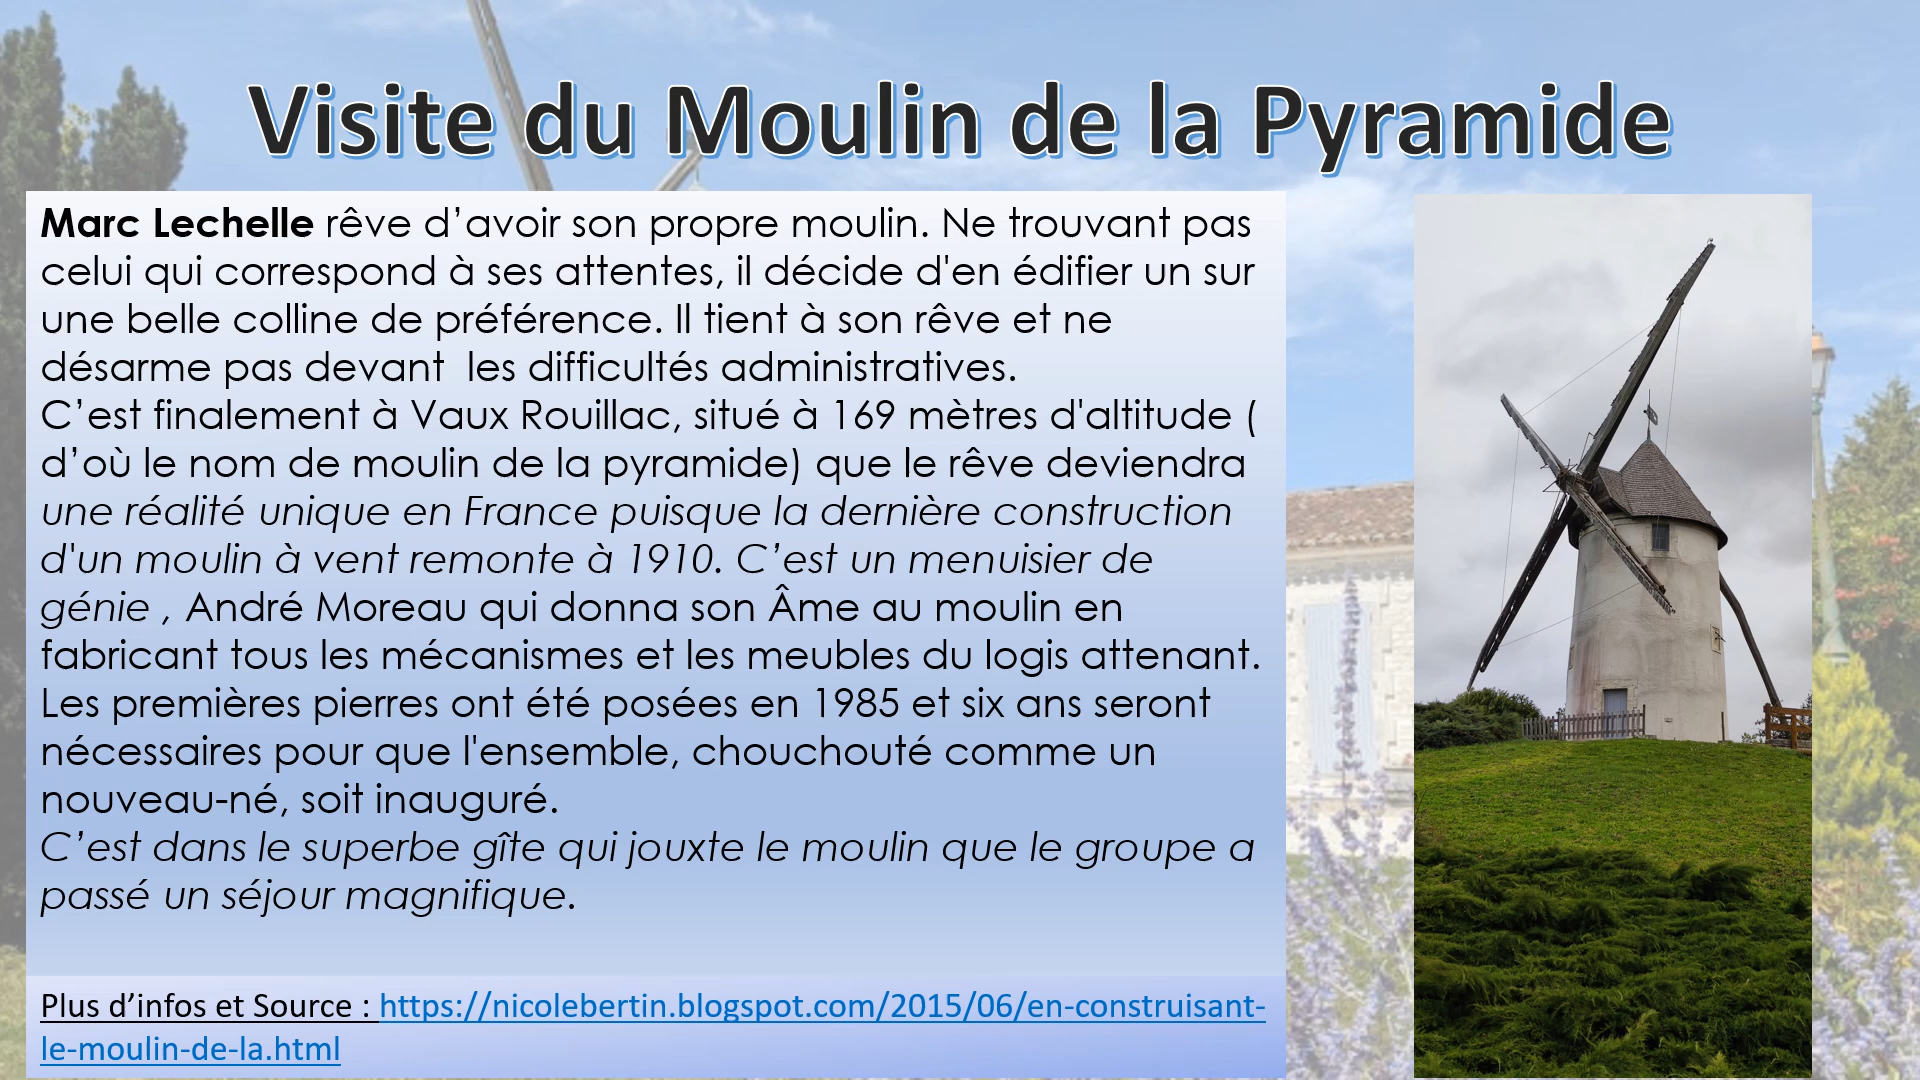 Visite du Moulin de la Pyramide
Marc Lechelle rêve d’avoir son propre moulin. Ne trouvant pas
celui qui correspond à ses attentes, il décide d'en édifier un sur
une belle colline de préférence. Il tient à son rêve et ne
désarme pas devant  les difficultés administratives.
C’est finalement à Vaux Rouillac, situé à 169 mètres d'altitude (
d’où le nom de moulin de la pyramide) que le rêve deviendra
une réalité unique en France puisque la dernière construction
d'un moulin à vent remonte à 1910. C’est un menuisier de
génie , André Moreau qui donna son Âme au moulin en
fabricant tous les mécanismes et les meubles du logis attenant.
Les premières pierres ont été posées en 1985 et six ans seront
nécessaires pour que l'ensemble, chouchouté comme un
nouveau-né, soit inauguré.
C’est dans le superbe gîte qui jouxte le moulin que le groupe a
passé un séjour magnifique.
Plus d’infos et Source : https://nicolebertin.blogspot.com/2015/06/en-construisant-
le-moulin-de-la.html